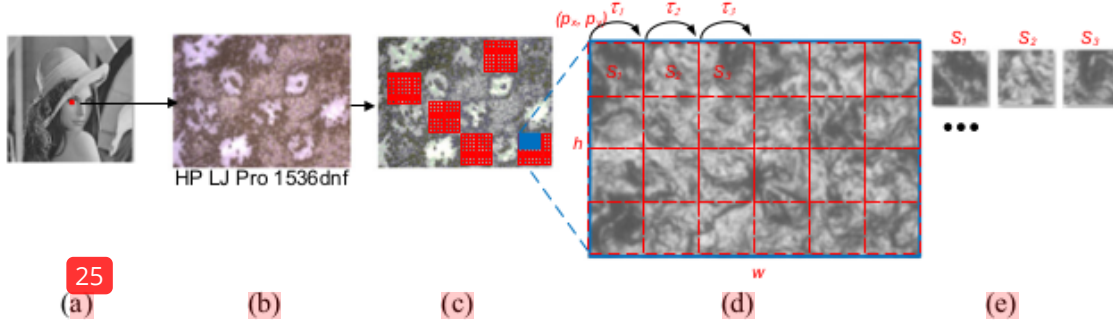 (pₓ, pᵧ) τ₁ τ₂ τ₃
S₁ S₂ S₃
S₁ S₂ S₃
h
•••
HP LJ Pro 1536dnf
w
25
(a) (b) (c) (d) (e)